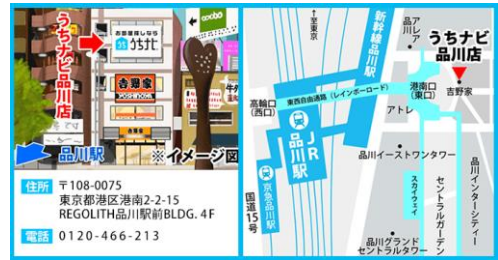 お部屋探しなら
うちナビ
吉野家
うちナビ品川店
品川駅
※イメージ図
住所
〒108-0075
東京都港区港南2-2-15
REGOLITH品川駅前BLDG. 4F
電話
0120-466-213
↑至東京
新幹線品川駅
アレア品川
うちナビ
品川店
高輪口
(西口)
東西自由通路(レインボーロード)
港南口
(東口)
吉野家
アトレ
JR品川駅
京急品川駅
国道15号
品川イーストワンタワー
スカイウェイ
セントラルガーデン
品川インターシティー
品川グランド
セントラルタワー